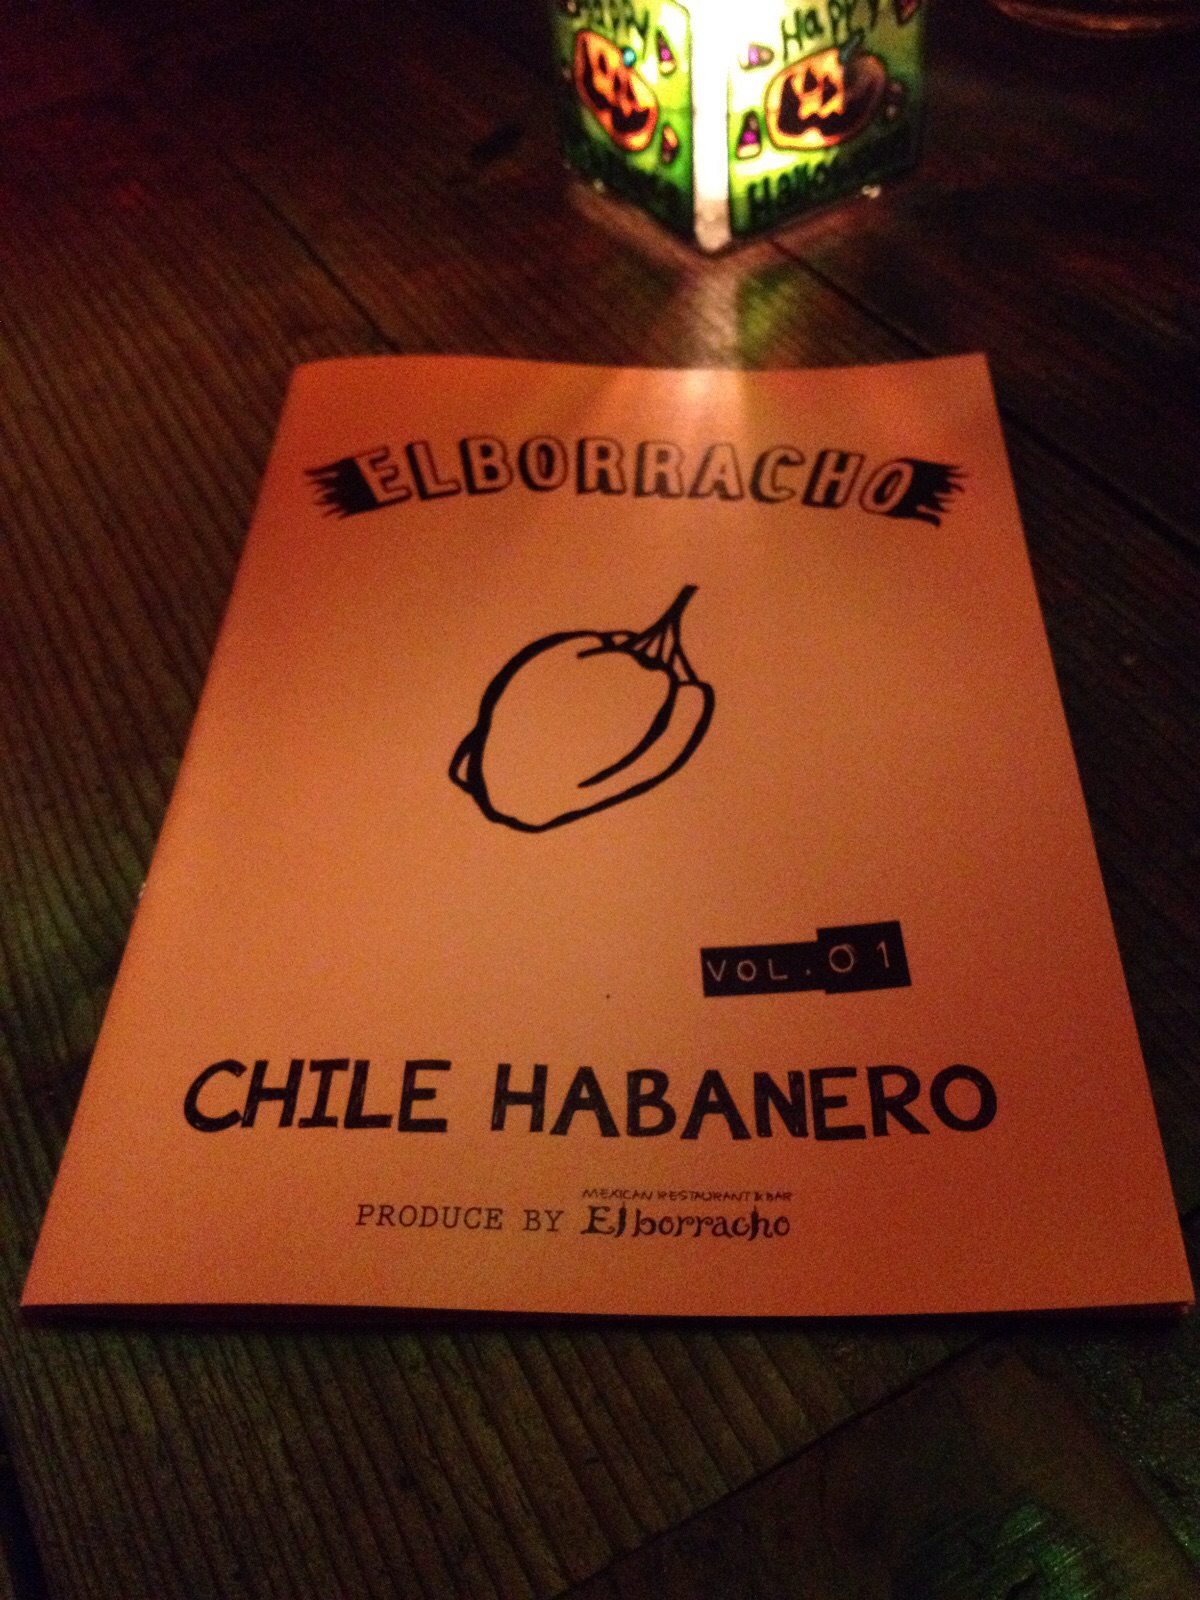 Happy
Happy
Halloween
ELBORRACHO
VOL.01
CHILE HABANERO
MEXICAN RESTAURANT & BAR
PRODUCE BY El borracho